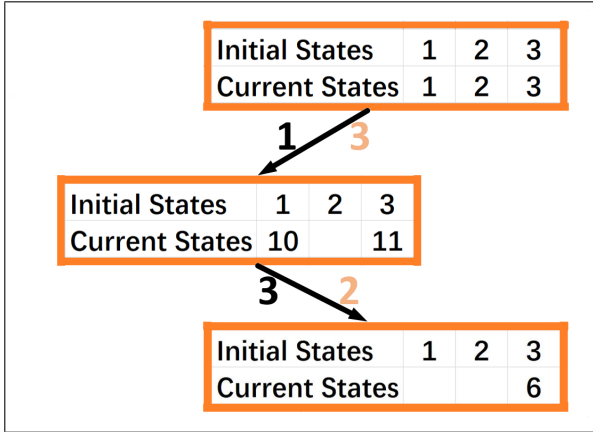 Initial States 1 2 3
Current States 1 2 3
1 3
Initial States 1 2 3
Current States 10 11
3 2
Initial States 1 2 3
Current States 6